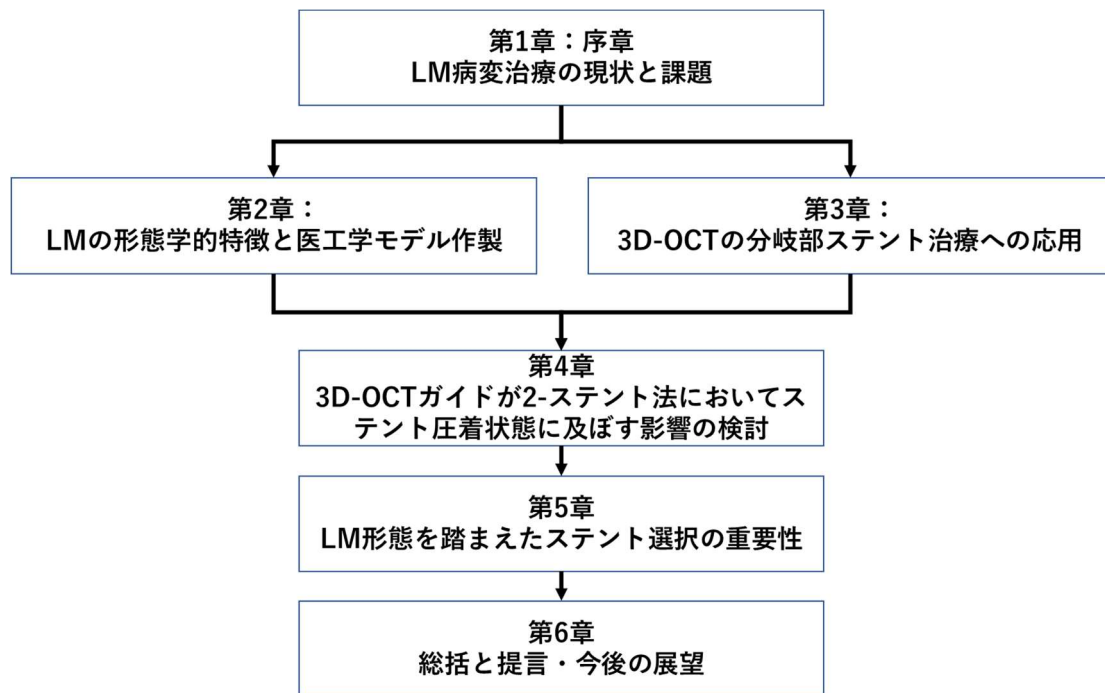 第1章：序章
LM病変治療の現状と課題
第2章：
LMの形態学的特徴と医工学モデル作製
第3章：
3D-OCTの分岐部ステント治療への応用
第4章
3D-OCTガイドが2-ステント法においてス
テント圧着状態に及ぼす影響の検討
第5章
LM形態を踏まえたステント選択の重要性
第6章
総括と提言・今後の展望